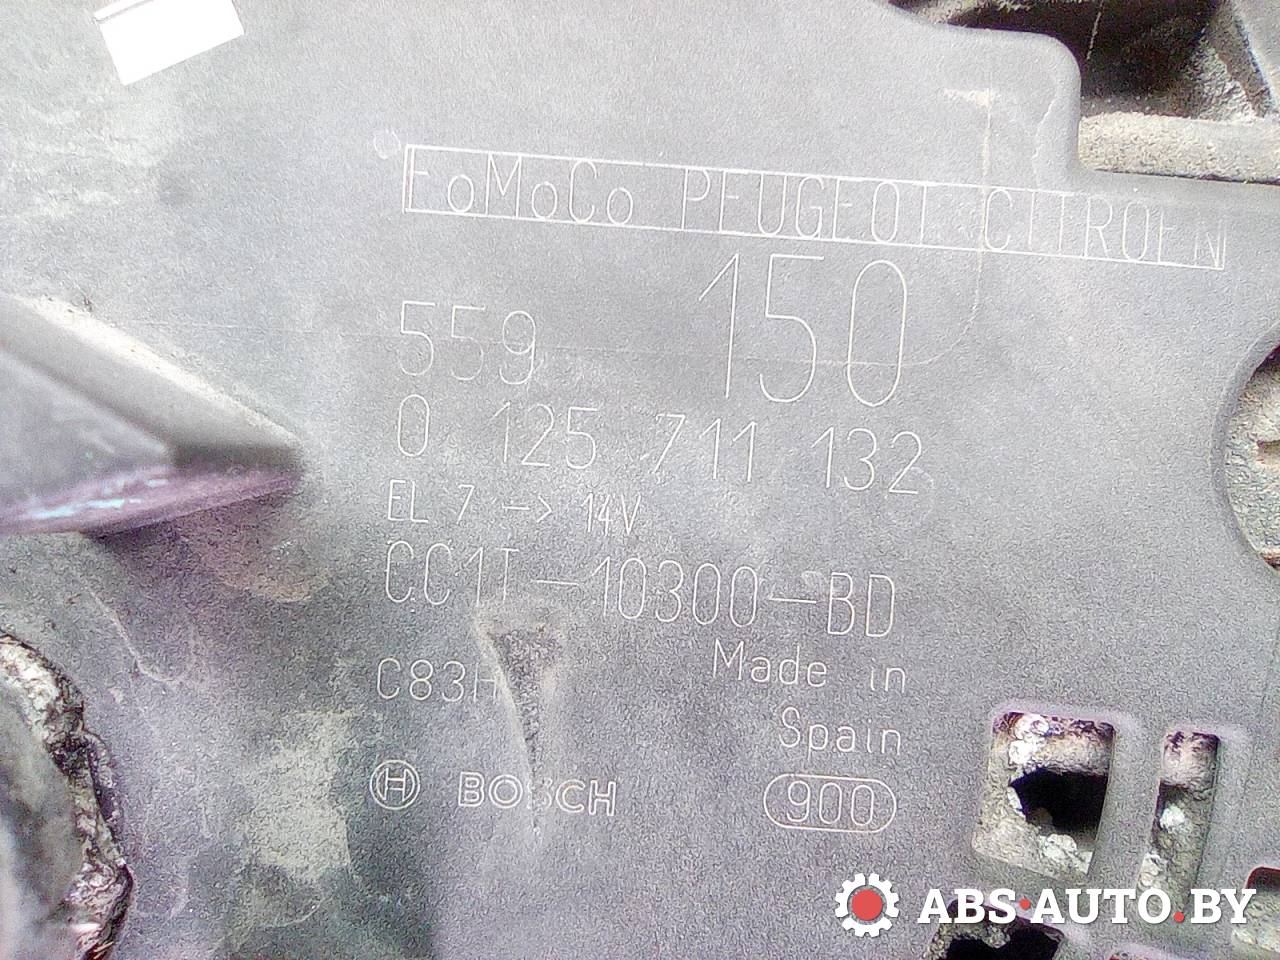 FoMoCo PEUGEOT CITROEN
559 150
0 125 711 132
EL 7 -> 14V
CC1T-10300-BD
C83H Made in
Spain
H BOSCH 900
ABS·AUTO.BY